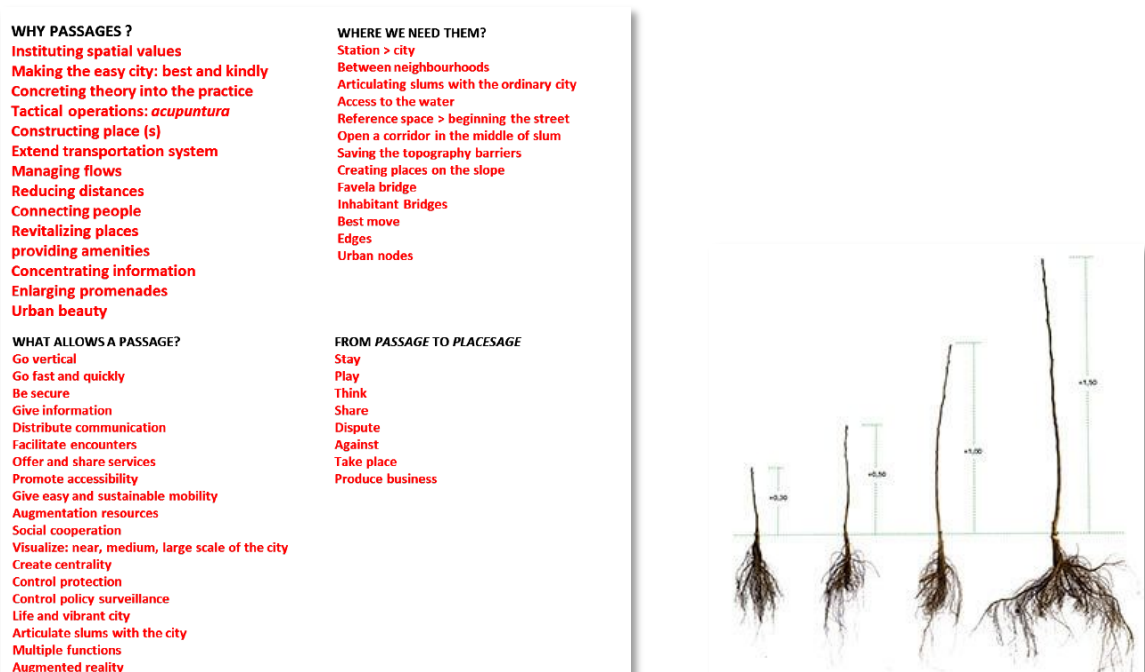 WHY PASSAGES ?
Instituting spatial values
Making the easy city: best and kindly
Concreting theory into the practice
Tactical operations: acupuntura
Constructing place (s)
Extend transportation system
Managing flows
Reducing distances
Connecting people
Revitalizing places
providing amenities
Concentrating information
Enlarging promenades
Urban beauty
WHERE WE NEED THEM?
Station > city
Between neighbourhoods
Articulating slums with the ordinary city
Access to the water
Reference space > beginning the street
Open a corridor in the middle of slum
Saving the topography barriers
Creating places on the slope
Favela bridge
Inhabitant Bridges
Best move
Edges
Urban nodes
WHAT ALLOWS A PASSAGE?
Go vertical
Go fast and quickly
Be secure
Give information
Distribute communication
Facilitate encounters
Offer and share services
Promote accessibility
Give easy and sustainable mobility
Augmentation resources
Social cooperation
Visualize: near, medium, large scale of the city
Create centrality
Control protection
Control policy surveillance
Life and vibrant city
Articulate slums with the city
Multiple functions
Augmented reality
FROM PASSAGE TO PLACESAGE
Stay
Play
Think
Share
Dispute
Against
Take place
Produce business
+0,30
+0,50
+1,00
+1,50